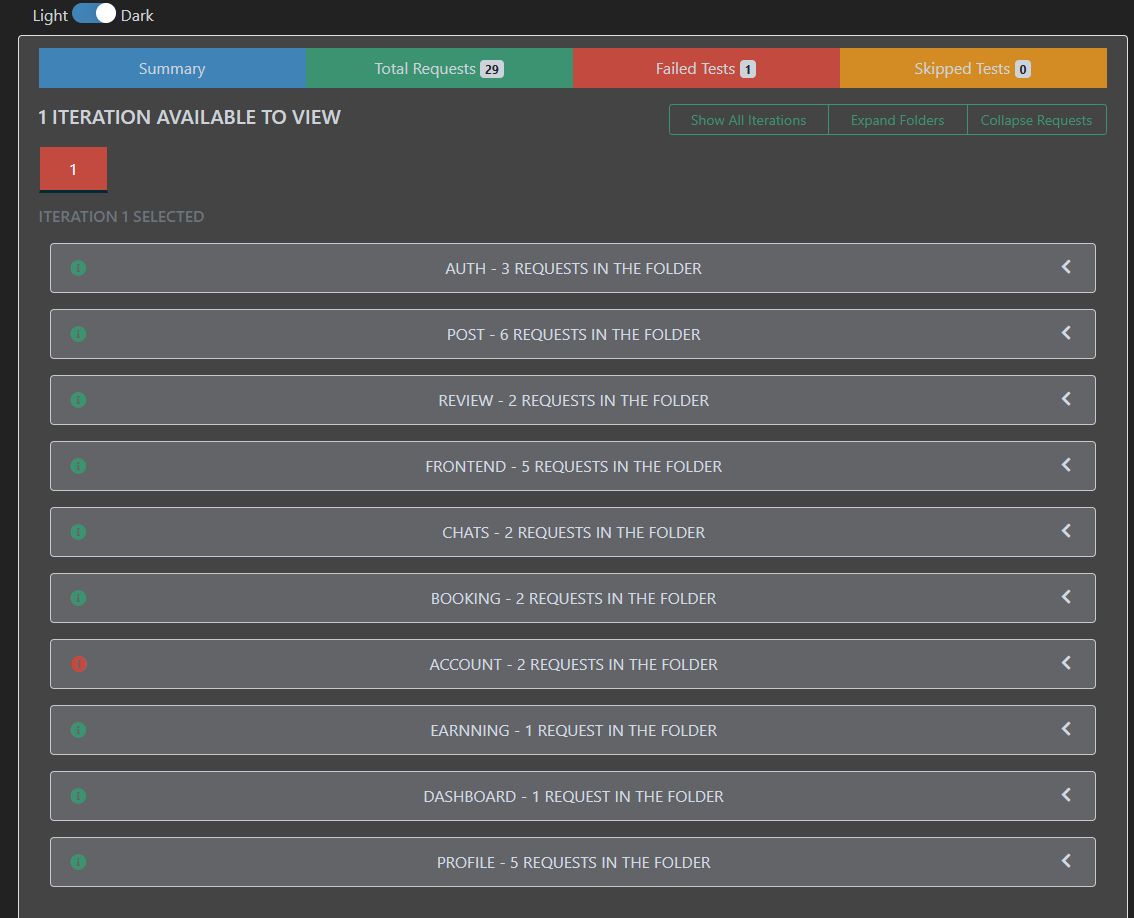 Light Dark
Summary Total Requests 29 Failed Tests 1 Skipped Tests 0
1 ITERATION AVAILABLE TO VIEW
Show All Iterations Expand Folders Collapse Requests
1
ITERATION 1 SELECTED
AUTH - 3 REQUESTS IN THE FOLDER
POST - 6 REQUESTS IN THE FOLDER
REVIEW - 2 REQUESTS IN THE FOLDER
FRONTEND - 5 REQUESTS IN THE FOLDER
CHATS - 2 REQUESTS IN THE FOLDER
BOOKING - 2 REQUESTS IN THE FOLDER
ACCOUNT - 2 REQUESTS IN THE FOLDER
EARNNING - 1 REQUEST IN THE FOLDER
DASHBOARD - 1 REQUEST IN THE FOLDER
PROFILE - 5 REQUESTS IN THE FOLDER